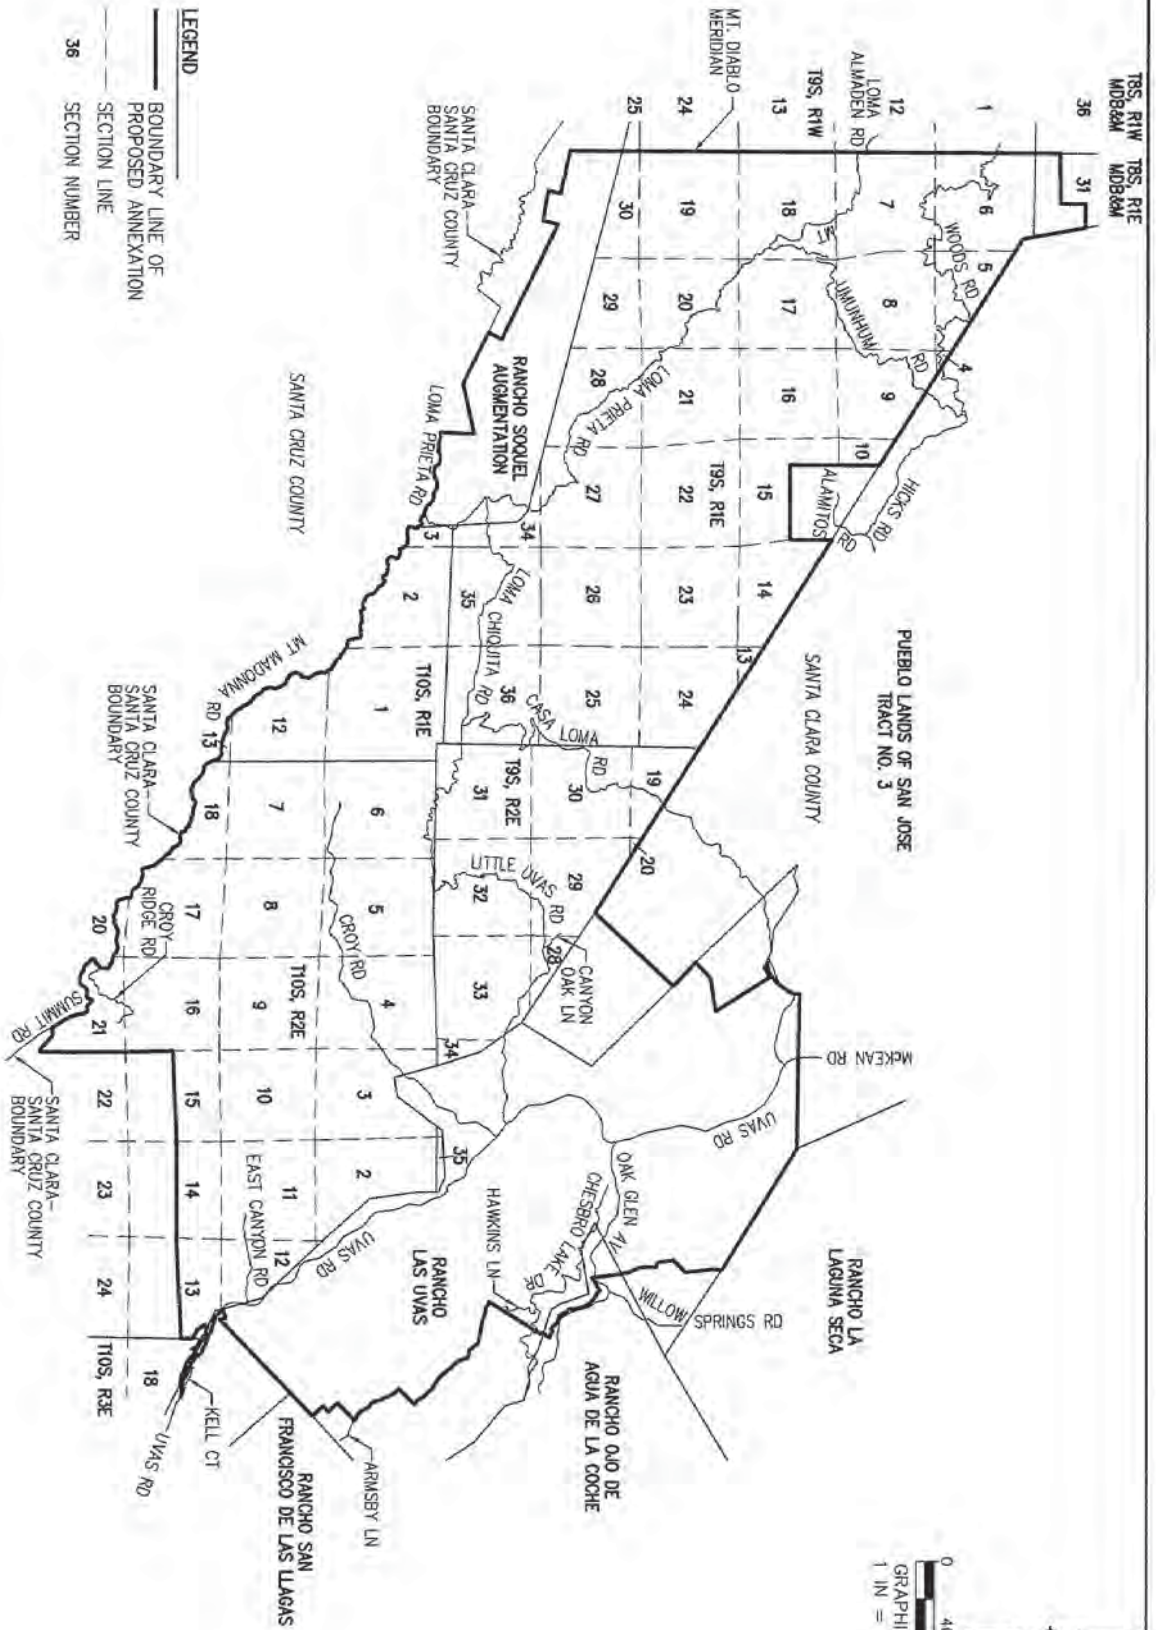 T8S, R1W
MDB&M
T8S, R1E
MDB&M
36
31
1
6
5
WOODS RD
4
12
LOMA
ALMADEN RD
7
8
UMUNHUM
RD
9
10
HICKS RD
T9S, R1W
13
18
MT
17
16
15
ALAMITOS
RD
14
13
MT. DIABLO
MERIDIAN
24
19
20
21
22
T9S, R1E
23
24
LOMA PRIETA RD
25
30
29
28
27
26
25
34
35
36
LOMA
CHIQUITA
RD
CASA
LOMA
RD
PUEBLO LANDS OF SAN JOSE
TRACT NO. 3
SANTA CLARA COUNTY
19
20
30
29
28
T9S, R2E
31
32
33
34
35
LITTLE UVAS
RD
CANYON
OAK LN
McKEAN RD
UVAS RD
OAK GLEN AV
CHESBRO LAKE DR
HAWKINS LN
WILLOW
SPRINGS RD
RANCHO LA
LAGUNA SECA
RANCHO OJO DE
AGUA DE LA COCHE
RANCHO
LAS UVAS
RANCHO SAN
FRANCISCO DE LAS LLAGAS
ARMSBY LN
KELL CT
UVAS RD
UVAS RD
RANCHO SOQUEL
AUGMENTATION
SANTA CLARA-
SANTA CRUZ COUNTY
BOUNDARY
LOMA PRIETA RD
SANTA CRUZ COUNTY
3
2
1
T10S, R1E
12
13
MT MADONNA
RD
SANTA CLARA-
SANTA CRUZ COUNTY
BOUNDARY
6
5
4
3
2
CROY RD
7
8
9
T10S, R2E
10
11
12
EAST CANYON RD
18
17
16
15
14
13
18
CROY
RIDGE RD
20
21
22
23
24
T10S, R3E
SUMMIT RD
SANTA CLARA-
SANTA CRUZ COUNTY
BOUNDARY
LEGEND
BOUNDARY LINE OF
PROPOSED ANNEXATION
SECTION LINE
36
SECTION NUMBER
0
GRAPHI
1 IN =